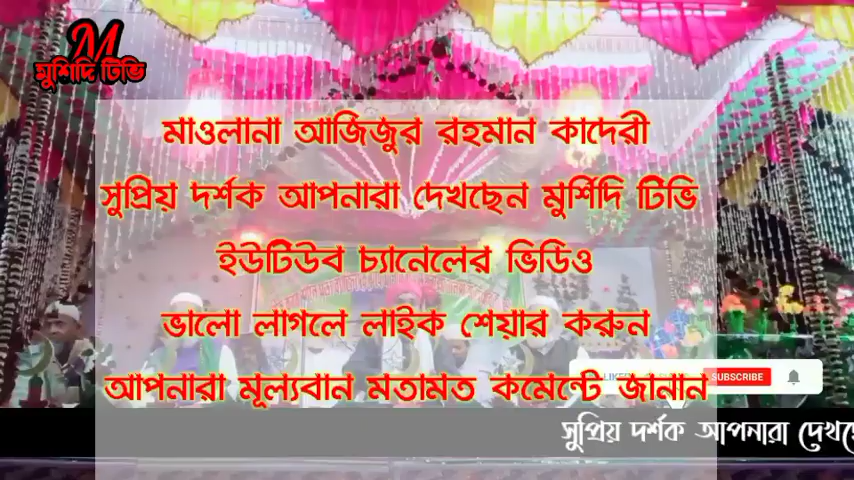 M
মুর্শিদি টিভি
মাওলানা আজিজুর রহমান কাদেরী
সুপ্রিয় দর্শক আপনারা দেখছেন মুর্শিদি টিভি
ইউটিউব চ্যানেলের ভিডিও
ভালো লাগলে লাইক শেয়ার করুন
LIKED
SUBSCRIBE
আপনারা মূল্যবান মতামত কমেন্টে জানান
সুপ্রিয় দর্শক আপনারা